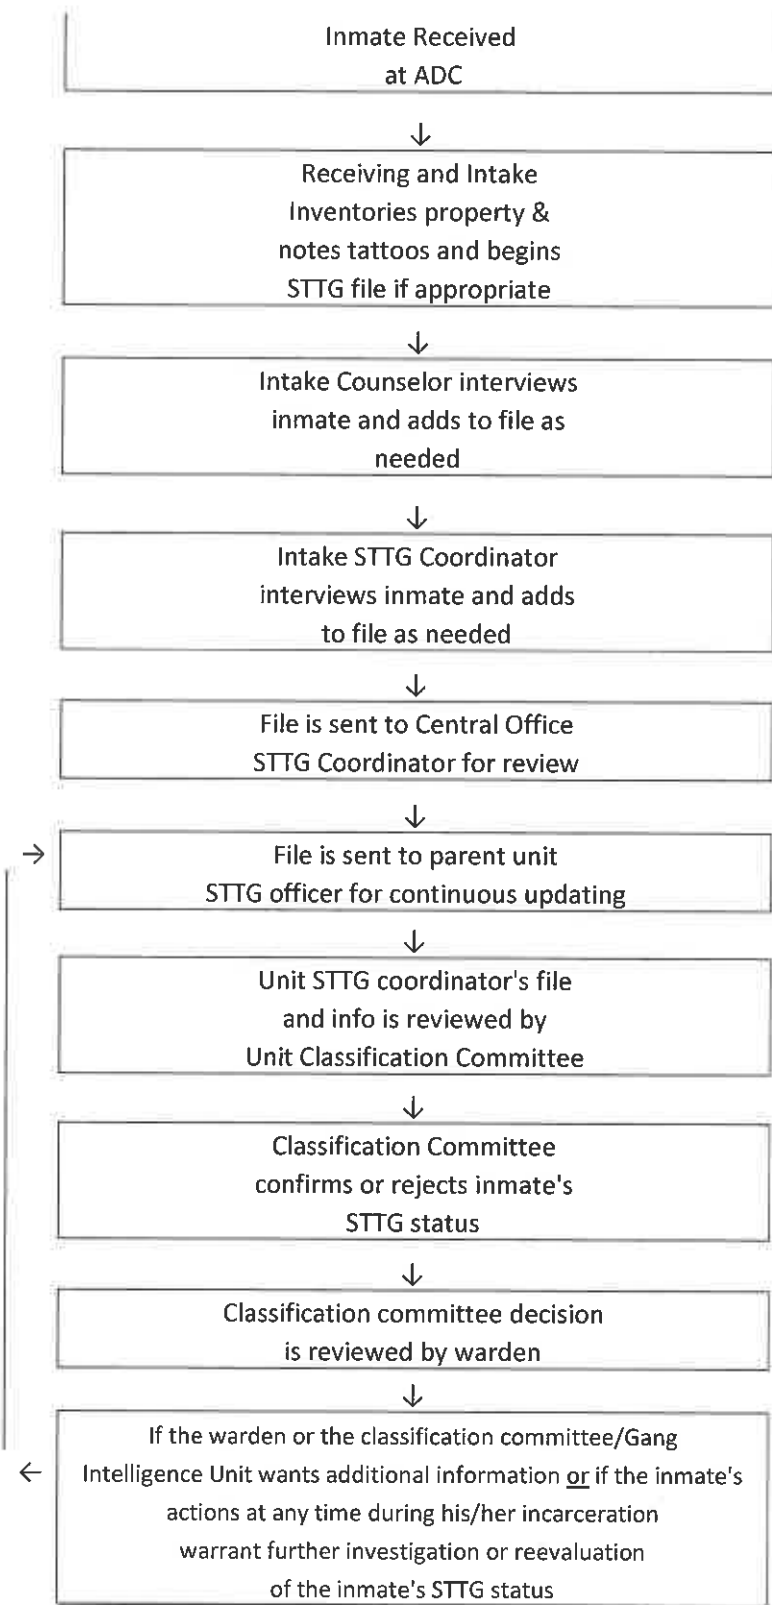 Inmate Received
at ADC
↓
Receiving and Intake
Inventories property &
notes tattoos and begins
STTG file if appropriate
↓
Intake Counselor interviews
inmate and adds to file as
needed
↓
Intake STTG Coordinator
interviews inmate and adds
to file as needed
↓
File is sent to Central Office
STTG Coordinator for review
↓
→ File is sent to parent unit
STTG officer for continuous updating
↓
Unit STTG coordinator's file
and info is reviewed by
Unit Classification Committee
↓
Classification Committee
confirms or rejects inmate's
STTG status
↓
Classification committee decision
is reviewed by warden
↓
If the warden or the classification committee/Gang
← Intelligence Unit wants additional information or if the inmate's
actions at any time during his/her incarceration
warrant further investigation or reevaluation
of the inmate's STTG status